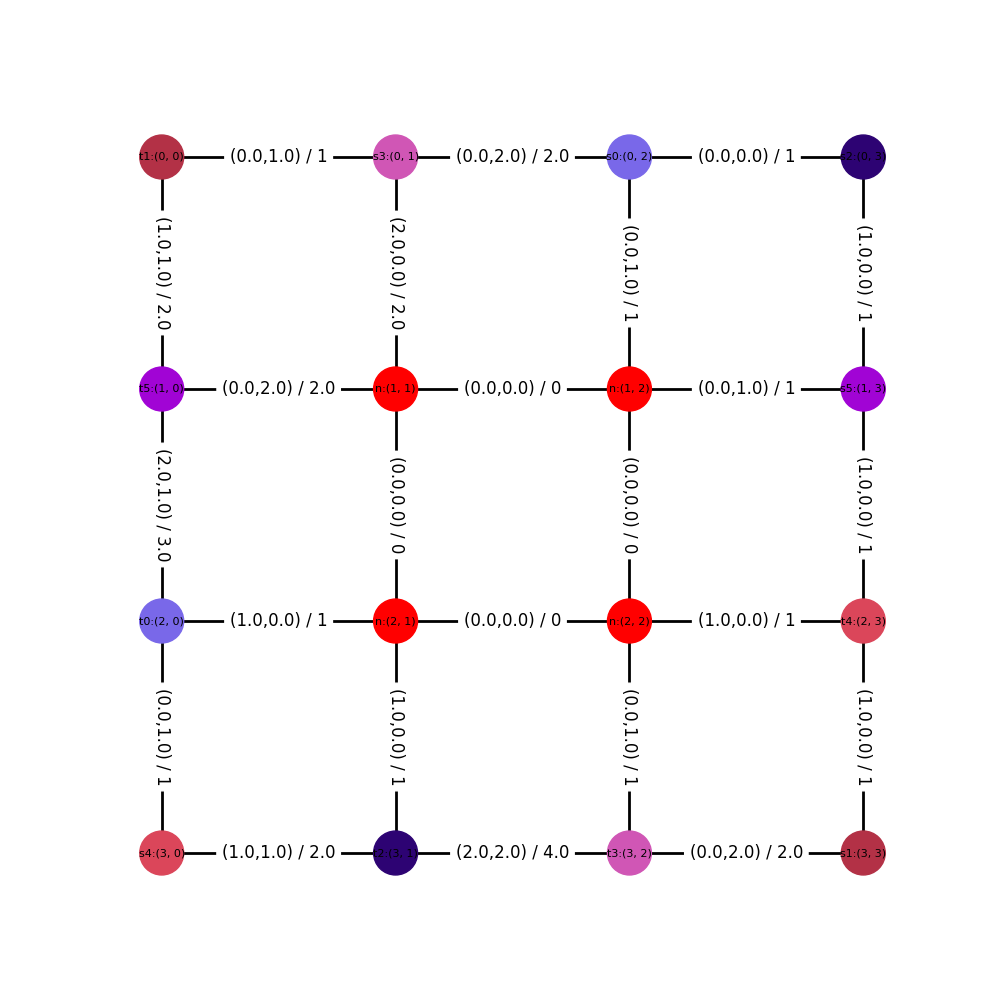 t1:(0, 0) (0.0,1.0) / 1 s3:(0, 1) (0.0,2.0) / 2.0 s0:(0, 2) (0.0,0.0) / 1 s2:(0, 3)
(1.0,1.0) / 2.0 (2.0,0.0) / 2.0 (0.0,1.0) / 1 (1.0,0.0) / 1
t5:(1, 0) (0.0,2.0) / 2.0 n:(1, 1) (0.0,0.0) / 0 n:(1, 2) (0.0,1.0) / 1 s5:(1, 3)
(2.0,1.0) / 3.0 (0.0,0.0) / 0 (0.0,0.0) / 0 (1.0,0.0) / 1
t0:(2, 0) (1.0,0.0) / 1 n:(2, 1) (0.0,0.0) / 0 n:(2, 2) (1.0,0.0) / 1 t4:(2, 3)
(0.0,1.0) / 1 (1.0,0.0) / 1 (0.0,1.0) / 1 (1.0,0.0) / 1
s4:(3, 0) (1.0,1.0) / 2.0 t2:(3, 1) (2.0,2.0) / 4.0 t3:(3, 2) (0.0,2.0) / 2.0 s1:(3, 3)